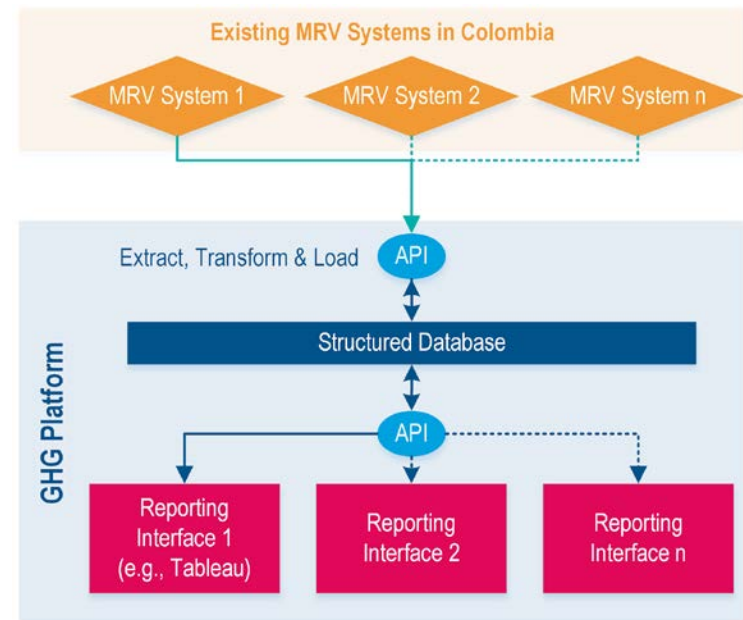 Existing MRV Systems in Colombia
MRV System 1
MRV System 2
MRV System n
Extract, Transform & Load
API
Structured Database
GHG Platform
API
Reporting
Interface 1
(e.g., Tableau)
Reporting
Interface 2
Reporting
Interface n